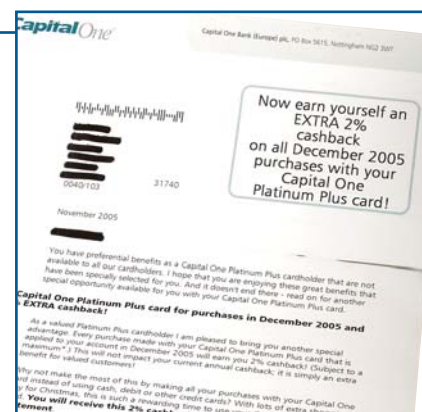 Capital One
Capital One Bank (Europe) plc, PO Box 5615, Nottingham NG2 3XF
Now earn yourself an
EXTRA 2%
cashback
on all December 2005
purchases with your
Capital One
Platinum Plus card!
0040/103 31740
November 2005
You have preferential benefits as a Capital One Platinum Plus cardholder that are not
available to all our cardholders. I hope that you are enjoying these great benefits that
have been specially selected for you. And it doesn't end there - read on for another
special opportunity available for you with your Capital One Platinum Plus card.
Capital One Platinum Plus card for purchases in December 2005 and
EXTRA cashback!
As a valued Platinum Plus cardholder I am pleased to bring you another special
advantage. Every purchase made with your Capital One Platinum Plus card that is
applied to your account in December 2005 will earn you 2% cashback! (Subject to a
maximum*.) This will not impact your current annual cashback; it is simply an extra
benefit for valued customers!
Why not make the most of this by making all your purchases with your Capital One
card instead of using cash, debit or other credit cards? With lots of extra
for Christmas, this is such a rewarding time to use
You will receive this 2%